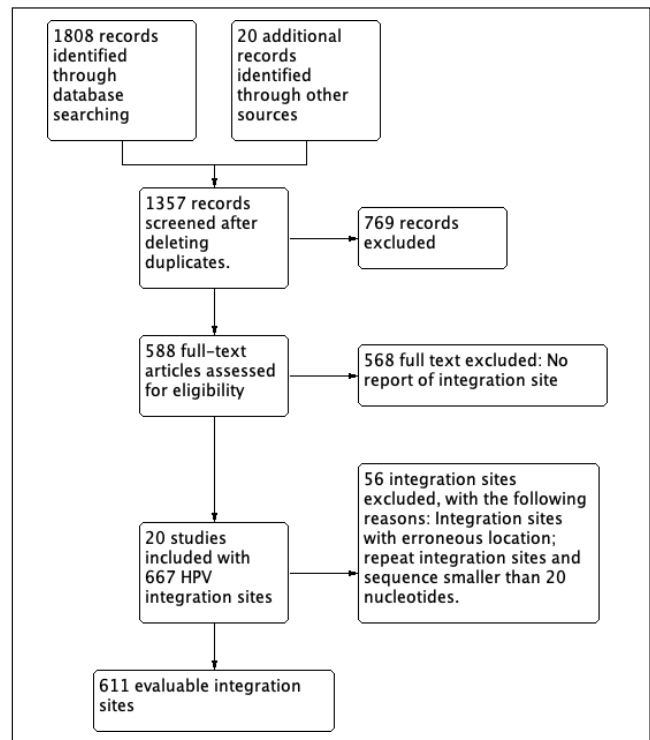 1808 records
identified
through
database
searching
20 additional
records
identified
through other
sources
1357 records
screened after
deleting
duplicates.
769 records
excluded
588 full-text
articles assessed
for eligibility
568 full text excluded: No
report of integration site
20 studies
included with
667 HPV
integration sites
56 integration sites
excluded, with the following
reasons: Integration sites
with erroneous location;
repeat integration sites and
sequence smaller than 20
nucleotides.
611 evaluable integration
sites